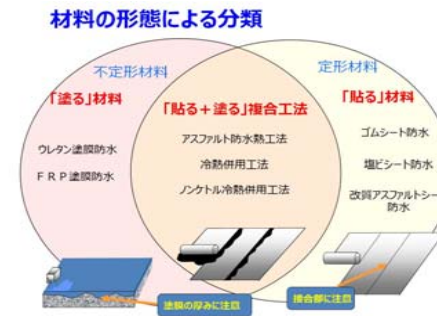 材料の形態による分類
不定形材料
定形材料
「塗る」材料
「貼る＋塗る」複合工法
「貼る」材料
ウレタン塗膜防水
ＦＲＰ塗膜防水
アスファルト防水熱工法
冷熱併用工法
ノンケトル冷熱併用工法
ゴムシート防水
塩ビシート防水
改質アスファルトシー
防水
塗膜の厚みに注意
接合部に注意